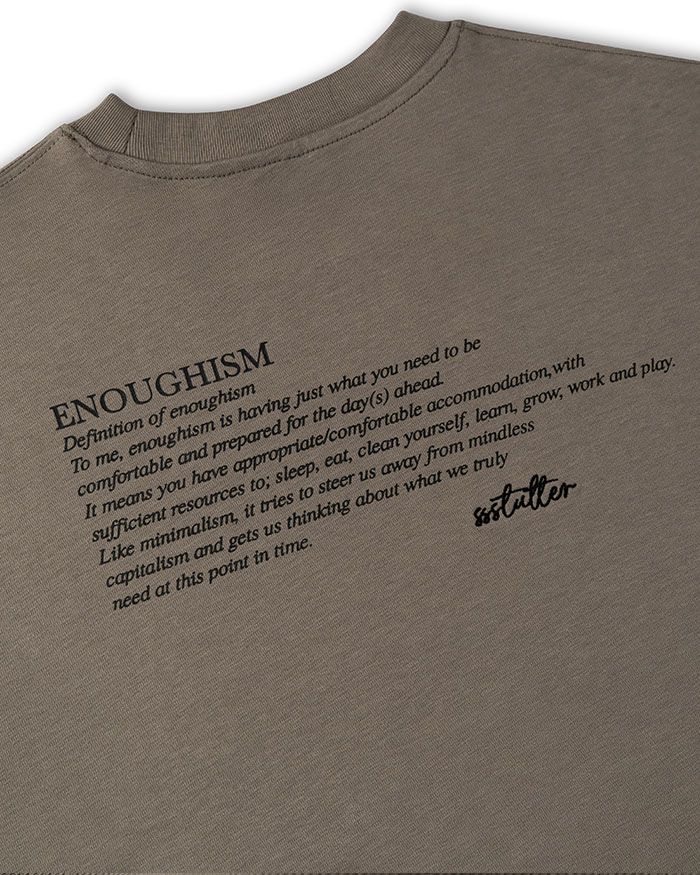 ENOUGHISM
Definition of enoughism
To me, enoughism is having just what you need to be
comfortable and prepared for the day(s) ahead.
It means you have appropriate/comfortable accommodation, with
sufficient resources to; sleep, eat, clean yourself, learn, grow, work and play.
Like minimalism, it tries to steer us away from mindless
capitalism and gets us thinking about what we truly
need at this point in time.
ssstutter